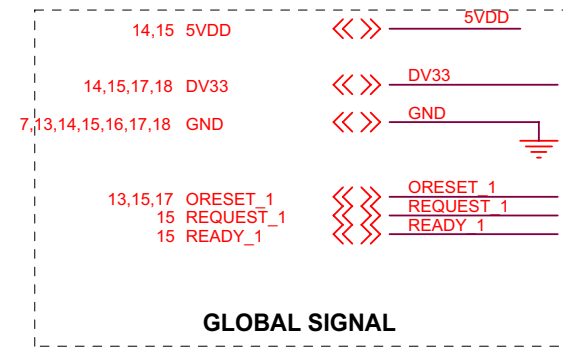 14,15 5VDD 5VDD
14,15,17,18 DV33 DV33
7,13,14,15,16,17,18 GND GND
13,15,17 ORESET_1 ORESET_1
15 REQUEST_1 REQUEST_1
15 READY_1 READY_1
GLOBAL SIGNAL